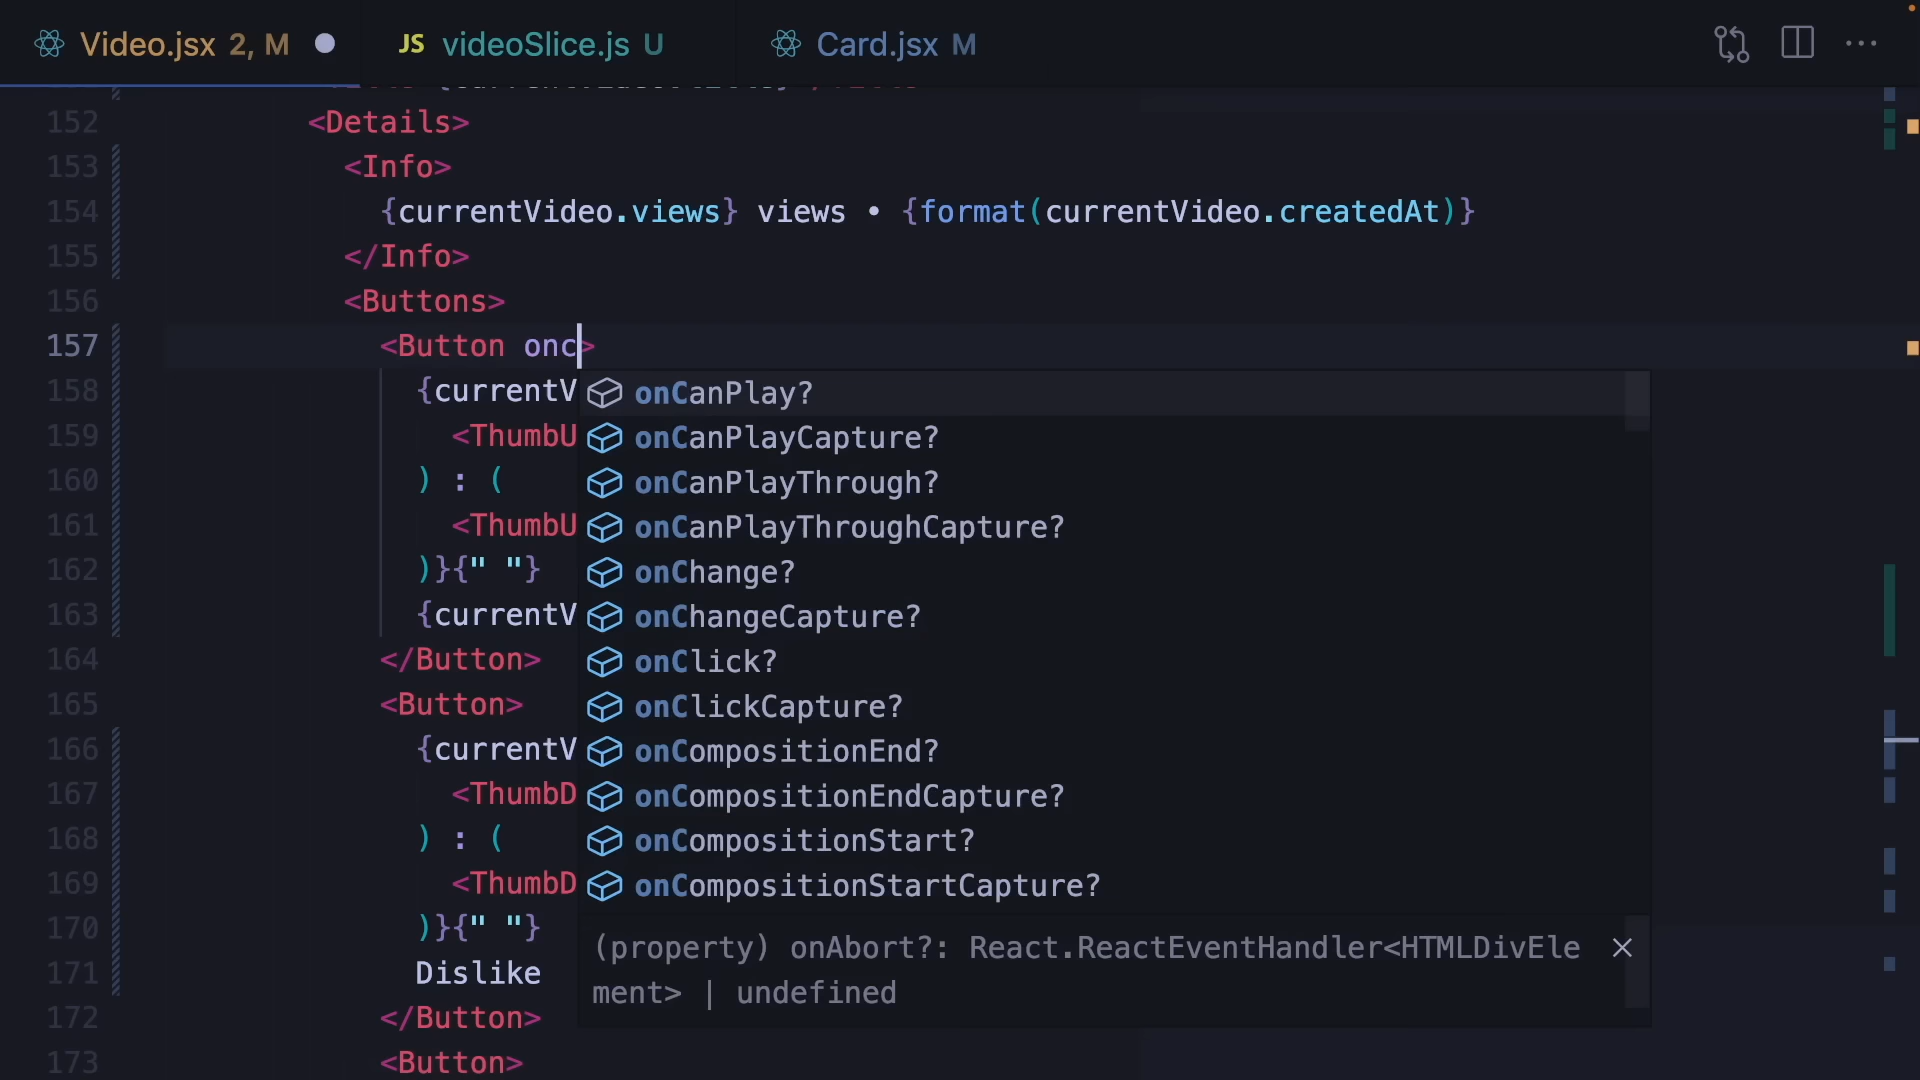 Video.jsx 2, M
JS videoSlice.js U
Card.jsx M
152 <Details>
153 <Info>
154 {currentVideo.views} views • {format(currentVideo.createdAt)}
155 </Info>
156 <Buttons>
157 <Button onc>
158 {currentV
159 <ThumbU
160 ) : (
161 <ThumbU
162 )}{" "}
163 {currentV
164 </Button>
165 <Button>
166 {currentV
167 <ThumbD
168 ) : (
169 <ThumbD
170 )}{" "}
171 Dislike
172 </Button>
173 <Button>
onCanPlay?
onCanPlayCapture?
onCanPlayThrough?
onCanPlayThroughCapture?
onChange?
onChangeCapture?
onClick?
onClickCapture?
onCompositionEnd?
onCompositionEndCapture?
onCompositionStart?
onCompositionStartCapture?
(property) onAbort?: React.ReactEventHandler<HTMLDivEle
ment> | undefined